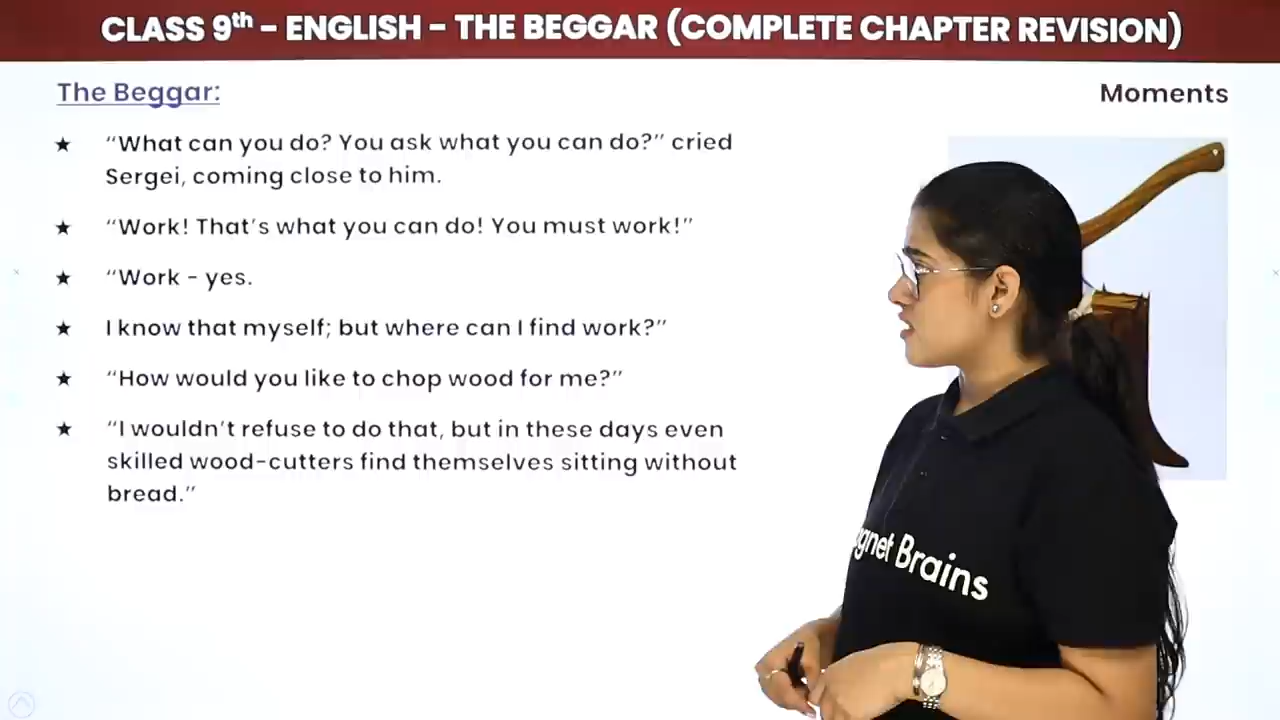 CLASS 9th – ENGLISH – THE BEGGAR (COMPLETE CHAPTER REVISION)
The Beggar:
Moments
★ “What can you do? You ask what you can do?” cried
Sergei, coming close to him.
★ “Work! That’s what you can do! You must work!”
★ “Work – yes.
★ I know that myself; but where can I find work?”
★ “How would you like to chop wood for me?”
★ “I wouldn’t refuse to do that, but in these days even
skilled wood-cutters find themselves sitting without
bread.”
Brains